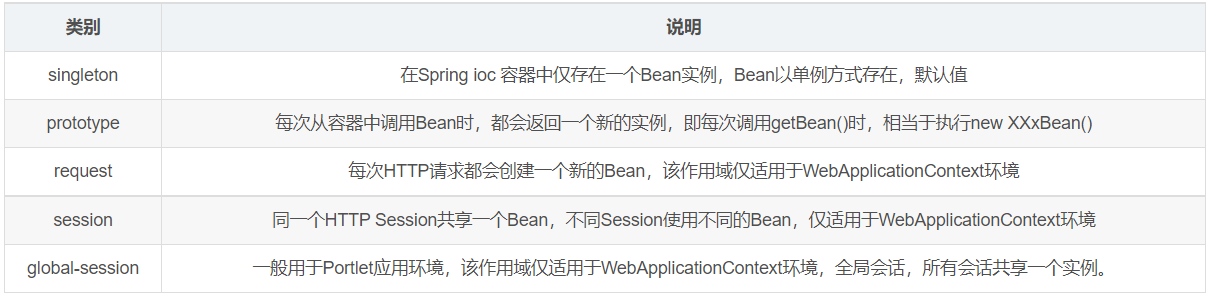 类别 说明
singleton 在Spring ioc 容器中仅存在一个Bean实例，Bean以单例方式存在，默认值
prototype 每次从容器中调用Bean时，都会返回一个新的实例，即每次调用getBean()时，相当于执行new XXxBean()
request 每次HTTP请求都会创建一个新的Bean，该作用域仅适用于WebApplicationContext环境
session 同一个HTTP Session共享一个Bean，不同Session使用不同的Bean，仅适用于WebApplicationContext环境
global-session 一般用于Portlet应用环境，该作用域仅适用于WebApplicationContext环境，全局会话，所有会话共享一个实例。